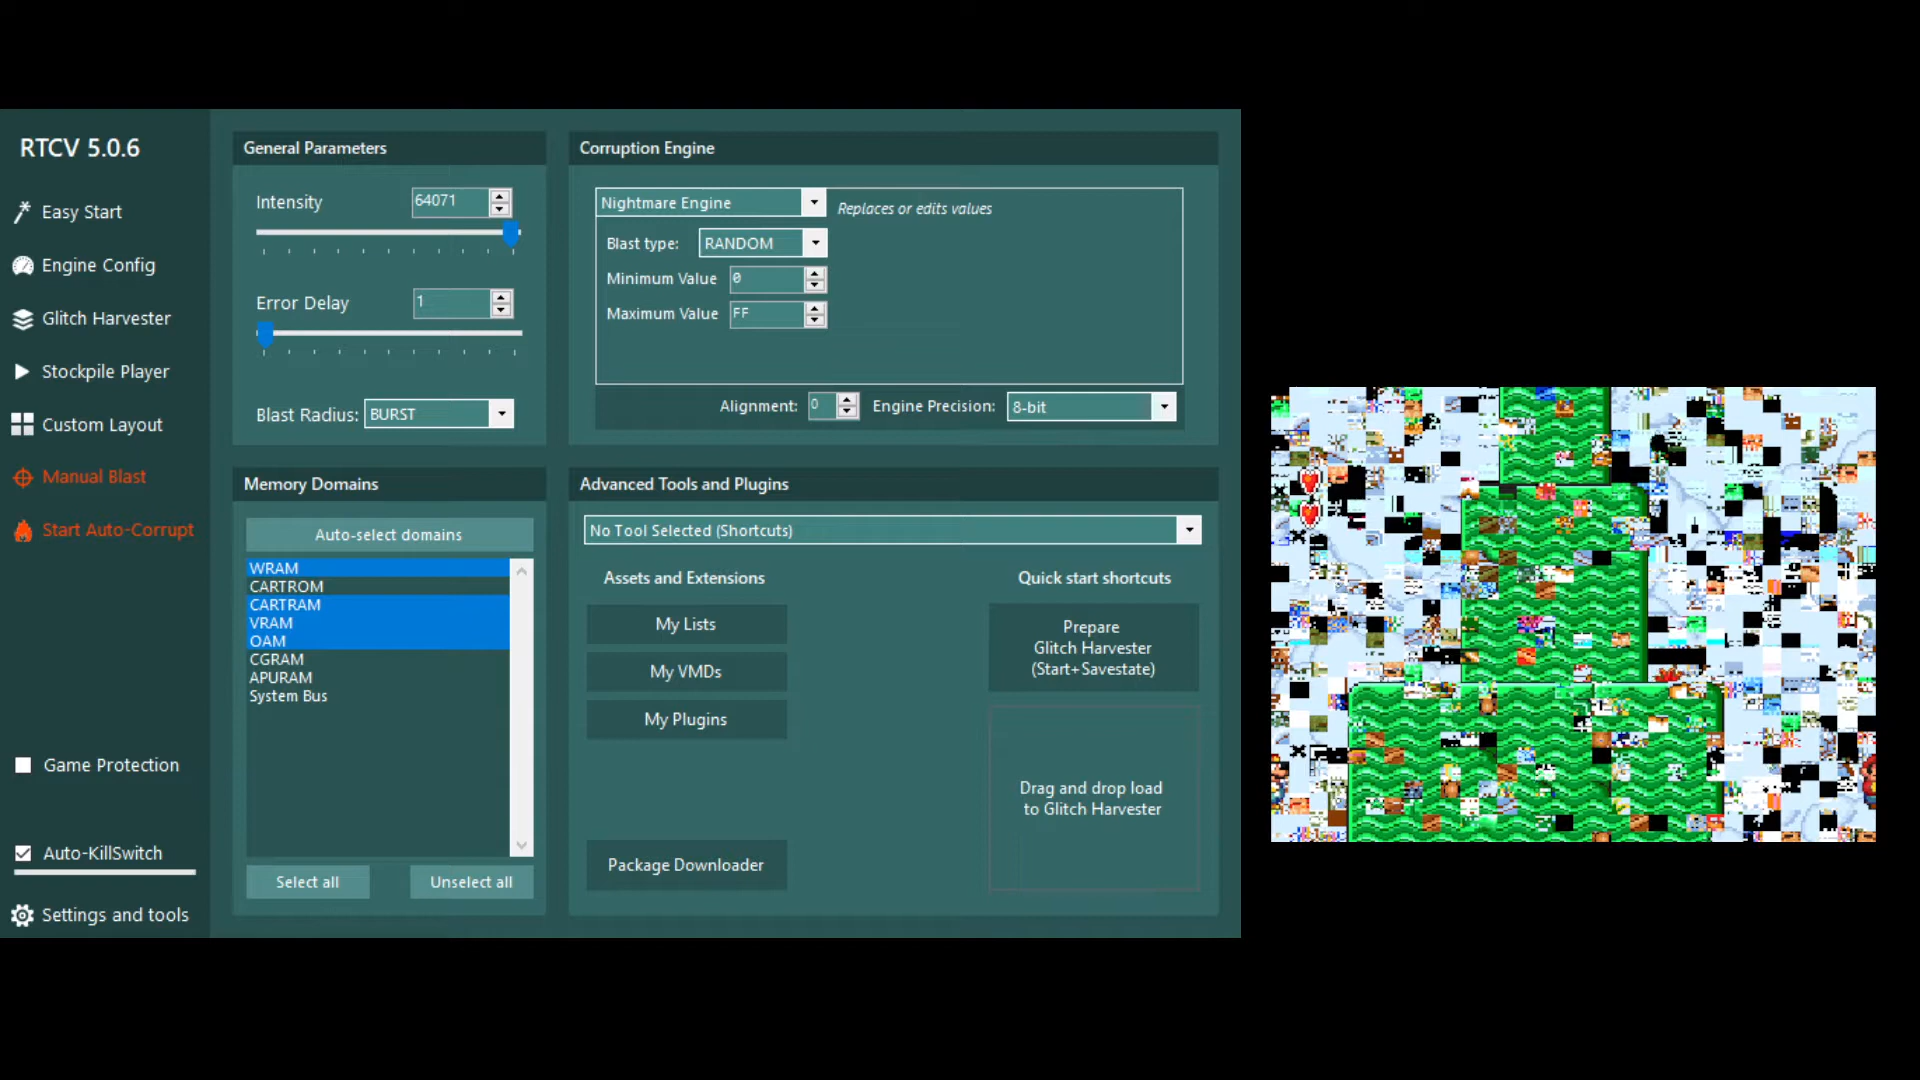 RTCV 5.0.6
Easy Start
Engine Config
Glitch Harvester
Stockpile Player
Custom Layout
Manual Blast
Start Auto-Corrupt
Game Protection
Auto-KillSwitch
Settings and tools
General Parameters
Intensity 64071
Error Delay 1
Blast Radius: BURST
Corruption Engine
Nightmare Engine Replaces or edits values
Blast type: RANDOM
Minimum Value 0
Maximum Value FF
Alignment: 0 Engine Precision: 8-bit
Memory Domains
Auto-select domains
WRAM
CARTROM
CARTRAM
VRAM
OAM
CGRAM
APURAM
System Bus
Select all Unselect all
Advanced Tools and Plugins
No Tool Selected (Shortcuts)
Assets and Extensions
My Lists
My VMDs
My Plugins
Package Downloader
Quick start shortcuts
Prepare
Glitch Harvester
(Start+Savestate)
Drag and drop load
to Glitch Harvester